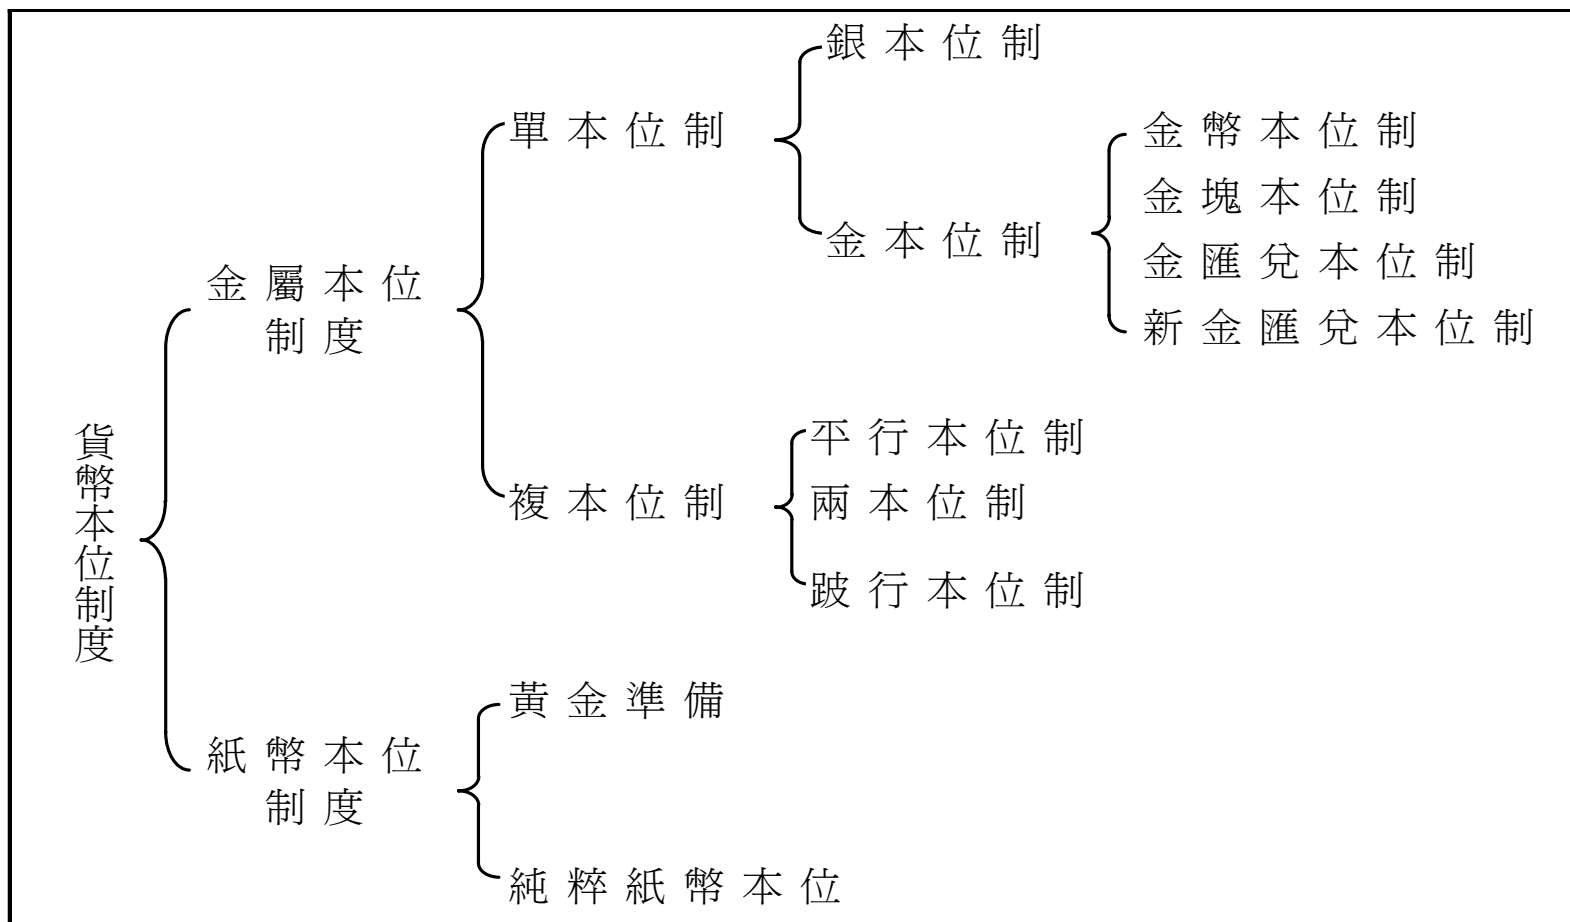 貨幣本位制度
金屬本位
制度
單本位制
銀本位制
金本位制
金幣本位制
金塊本位制
金匯兌本位制
新金匯兌本位制
複本位制
平行本位制
兩本位制
跛行本位制
紙幣本位
制度
黃金準備
純粹紙幣本位